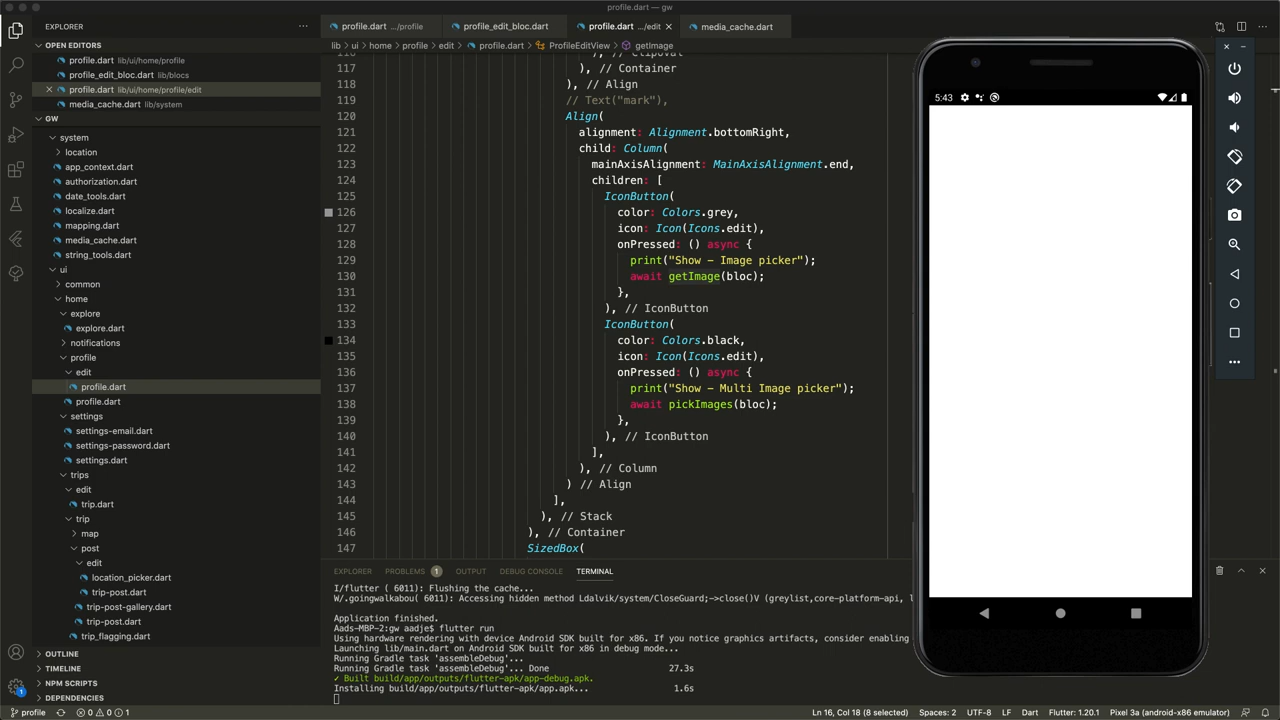 profile.dart — gw
EXPLORER
profile.dart .../profile
profile_edit_bloc.dart
profile.dart .../edit
media_cache.dart
OPEN EDITORS
profile.dart lib/ui/home/profile
profile_edit_bloc.dart lib/blocs
profile.dart lib/ui/home/profile/edit
media_cache.dart lib/system
GW
system
location
app_context.dart
authorization.dart
date_tools.dart
localize.dart
mapping.dart
media_cache.dart
string_tools.dart
ui
common
home
explore
explore.dart
notifications
profile
edit
profile.dart
profile.dart
settings
settings-email.dart
settings-password.dart
settings.dart
trips
edit
trip.dart
trip
map
post
edit
location_picker.dart
trip-post.dart
trip-post-gallery.dart
trip-post.dart
trip_flagging.dart
OUTLINE
TIMELINE
NPM SCRIPTS
DEPENDENCIES
lib > ui > home > profile > edit > profile.dart > ProfileEditView > getImage
116 ), // ClipOval
117 ), // Container
118 ), // Align
119 // Text("mark"),
120 Align(
121 alignment: Alignment.bottomRight,
122 child: Column(
123 mainAxisAlignment: MainAxisAlignment.end,
124 children: [
125 IconButton(
126 color: Colors.grey,
127 icon: Icon(Icons.edit),
128 onPressed: () async {
129 print("Show - Image picker");
130 await getImage(bloc);
131 },
132 ), // IconButton
133 IconButton(
134 color: Colors.black,
135 icon: Icon(Icons.edit),
136 onPressed: () async {
137 print("Show - Multi Image picker");
138 await pickImages(bloc);
139 },
140 ), // IconButton
141 ],
142 ), // Column
143 ) // Align
144 ],
145 ), // Stack
146 ), // Container
147 SizedBox(
EXPLORER PROBLEMS 1 OUTPUT DEBUG CONSOLE TERMINAL
I/flutter ( 6011): Flushing the cache...
W/.goingwalkabou( 6011): Accessing hidden method Ldalvik/system/CloseGuard;->close()V (greylist,core-platform-api, l
Application finished.
Aads-MBP-2:gw aadje$ flutter run
Using hardware rendering with device Android SDK built for x86. If you notice graphics artifacts, consider enabling
Launching lib/main.dart on Android SDK built for x86 in debug mode...
Running Gradle task 'assembleDebug'...
Running Gradle task 'assembleDebug'... Done 27.3s
✓ Built build/app/outputs/flutter-apk/app-debug.apk.
Installing build/app/outputs/flutter-apk/app.apk... 1.6s
5:43
1
profile 0 0 1
Ln 16, Col 18 (8 selected) Spaces: 2 UTF-8 LF Dart Flutter: 1.20.1 Pixel 3a (android-x86 emulator)